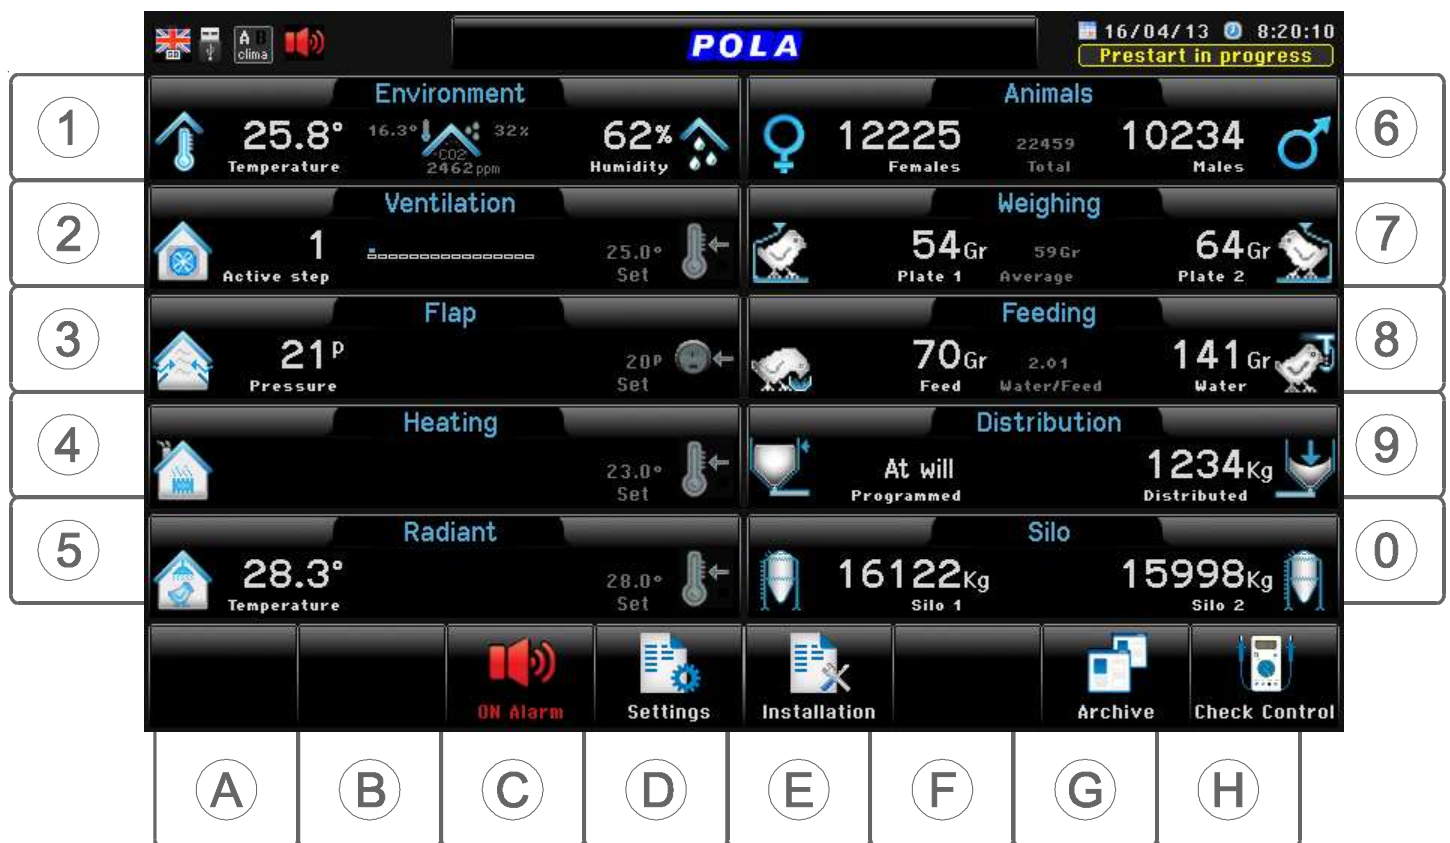 GB A B clima POLA 16/04/13 8:20:10
Prestart in progress
1
Environment
25.8° 16.3° 32% 62%
CO2
Temperature 2462 ppm Humidity
2
Ventilation
1 25.0°
Active step Set
3
Flap
21P 20P
Pressure Set
4
Heating
23.0°
Set
5
Radiant
28.3° 28.0°
Temperature Set
Animals
6
12225 22459 10234
Females Total Males
Weighing
7
54Gr 59Gr 64Gr
Plate 1 Average Plate 2
Feeding
8
70Gr 2.01 141Gr
Feed Water/Feed Water
Distribution
9
At will 1234Kg
Programmed Distributed
Silo
0
16122Kg 15998Kg
Silo 1 Silo 2
ON Alarm Settings Installation Archive Check Control
A B C D E F G H